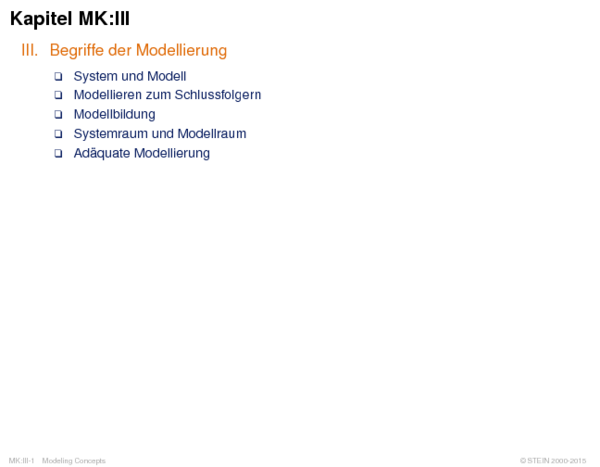 Kapitel MK:III
III. Begriffe der Modellierung
❑ System und Modell
❑ Modellieren zum Schlussfolgern
❑ Modellbildung
❑ Systemraum und Modellraum
❑ Adäquate Modellierung
MK:III-1 Modeling Concepts © STEIN 2000-2015